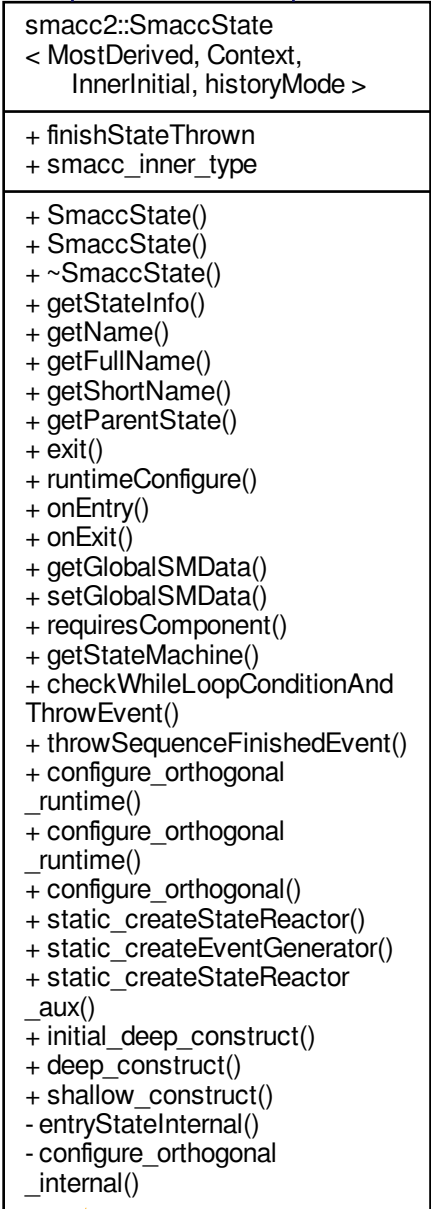 smacc2::SmaccState
< MostDerived, Context,
InnerInitial, historyMode >
+ finishStateThrown
+ smacc_inner_type
+ SmaccState()
+ SmaccState()
+ ~SmaccState()
+ getStateInfo()
+ getName()
+ getFullName()
+ getShortName()
+ getParentState()
+ exit()
+ runtimeConfigure()
+ onEntry()
+ onExit()
+ getGlobalSMData()
+ setGlobalSMData()
+ requiresComponent()
+ getStateMachine()
+ checkWhileLoopConditionAnd
ThrowEvent()
+ throwSequenceFinishedEvent()
+ configure_orthogonal
_runtime()
+ configure_orthogonal
_runtime()
+ configure_orthogonal()
+ static_createStateReactor()
+ static_createEventGenerator()
+ static_createStateReactor
_aux()
+ initial_deep_construct()
+ deep_construct()
+ shallow_construct()
- entryStateInternal()
- configure_orthogonal
_internal()